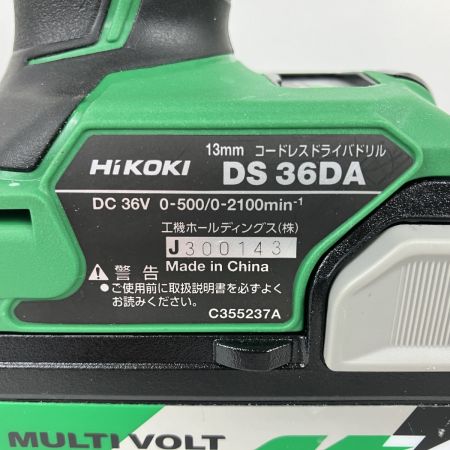 13mm コードレスドライバドリル
HiKOKI DS 36DA
DC 36V 0-500/0-2100min⁻¹
工機ホールディングス(株)
J300143
⚠警告 Made in China
●ご使用前に取扱説明書を必ずよく
お読みください。
C355237A
MULTI VOLT